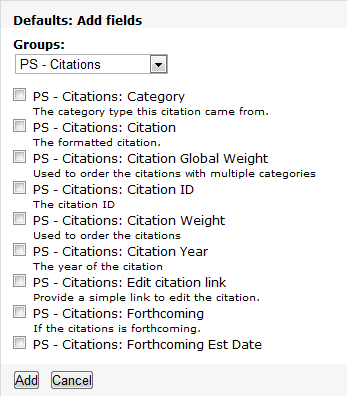 Defaults: Add fields
Groups:
PS - Citations
PS - Citations: Category
The category type this citation came from.
PS - Citations: Citation
The formatted citation.
PS - Citations: Citation Global Weight
Used to order the citations with multiple categories
PS - Citations: Citation ID
The citation ID
PS - Citations: Citation Weight
Used to order the citations
PS - Citations: Citation Year
The year of the citation
PS - Citations: Edit citation link
Provide a simple link to edit the citation.
PS - Citations: Forthcoming
If the citations is forthcoming.
PS - Citations: Forthcoming Est Date
Add Cancel